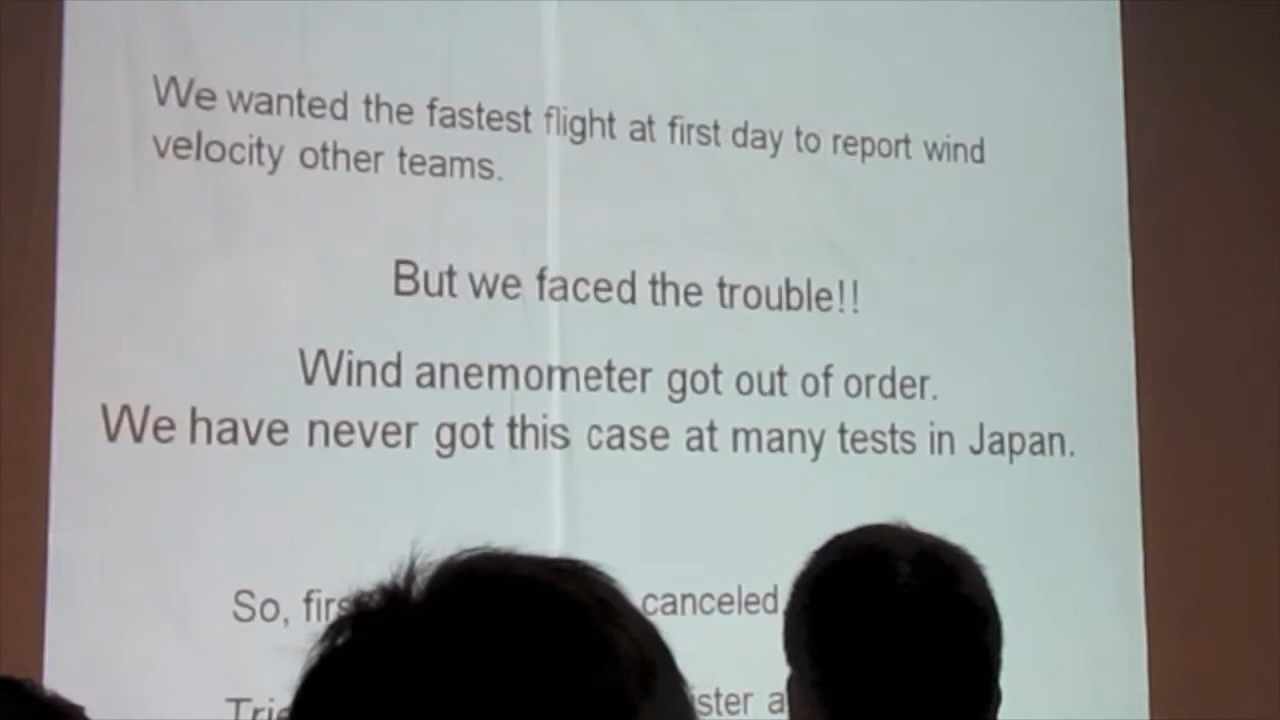 We wanted the fastest flight at first day to report wind
velocity other teams.
But we faced the trouble!!
Wind anemometer got out of order.
We have never got this case at many tests in Japan.
So, canceled